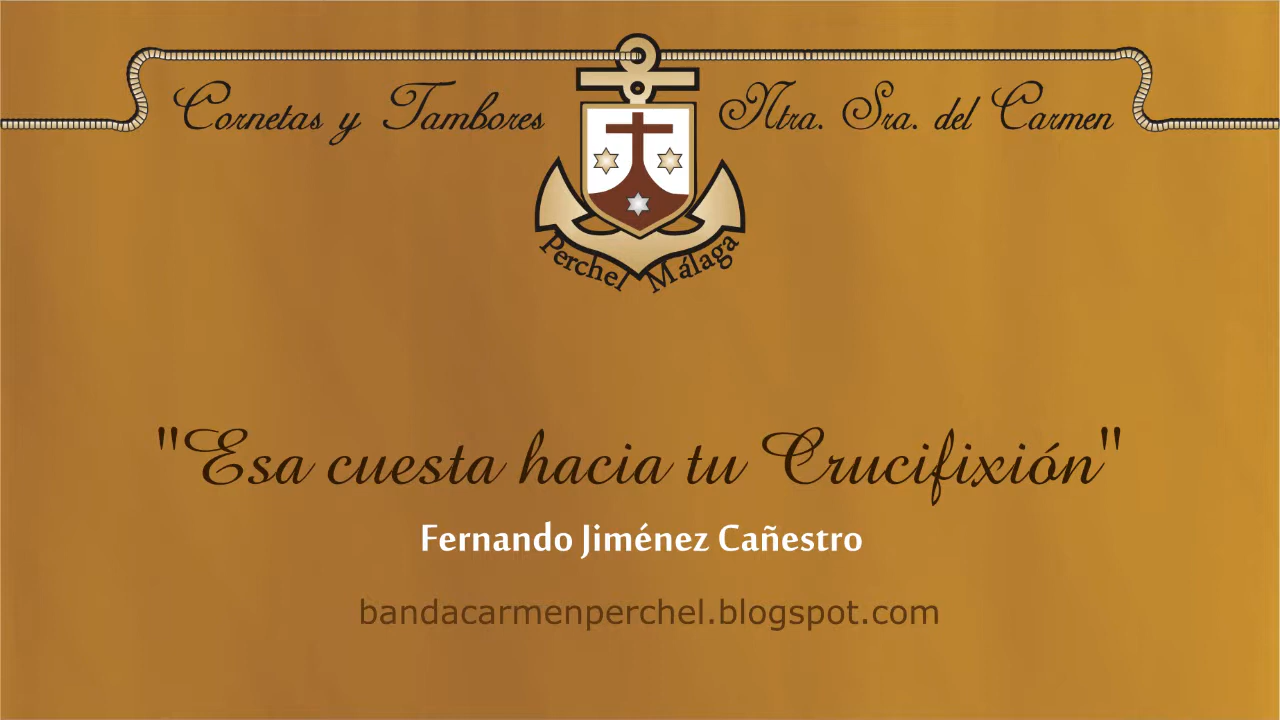 Cornetas y Tambores Ntra. Sra. del Carmen
Perchel Málaga
"Esa cuesta hacia tu Crucifixión"
Fernando Jiménez Cañestro
bandacarmenperchel.blogspot.com